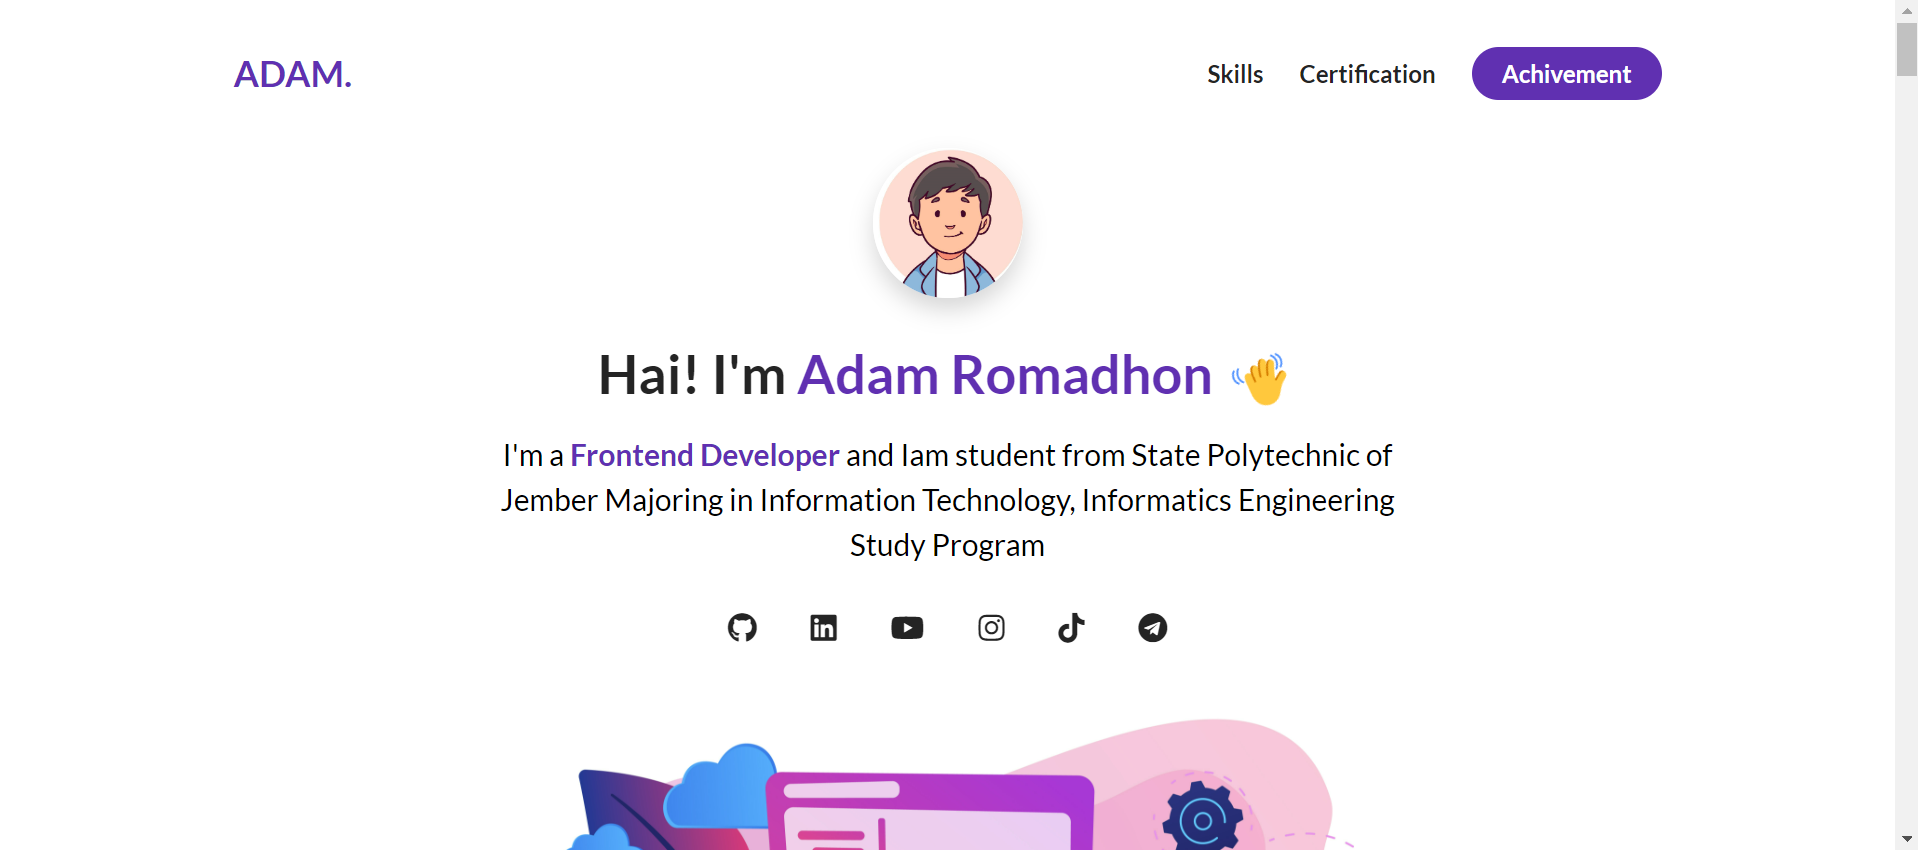 ADAM.
Skills Certification Achivement
Hai! I'm Adam Romadhon 👋
I'm a Frontend Developer and Iam student from State Polytechnic of
Jember Majoring in Information Technology, Informatics Engineering
Study Program